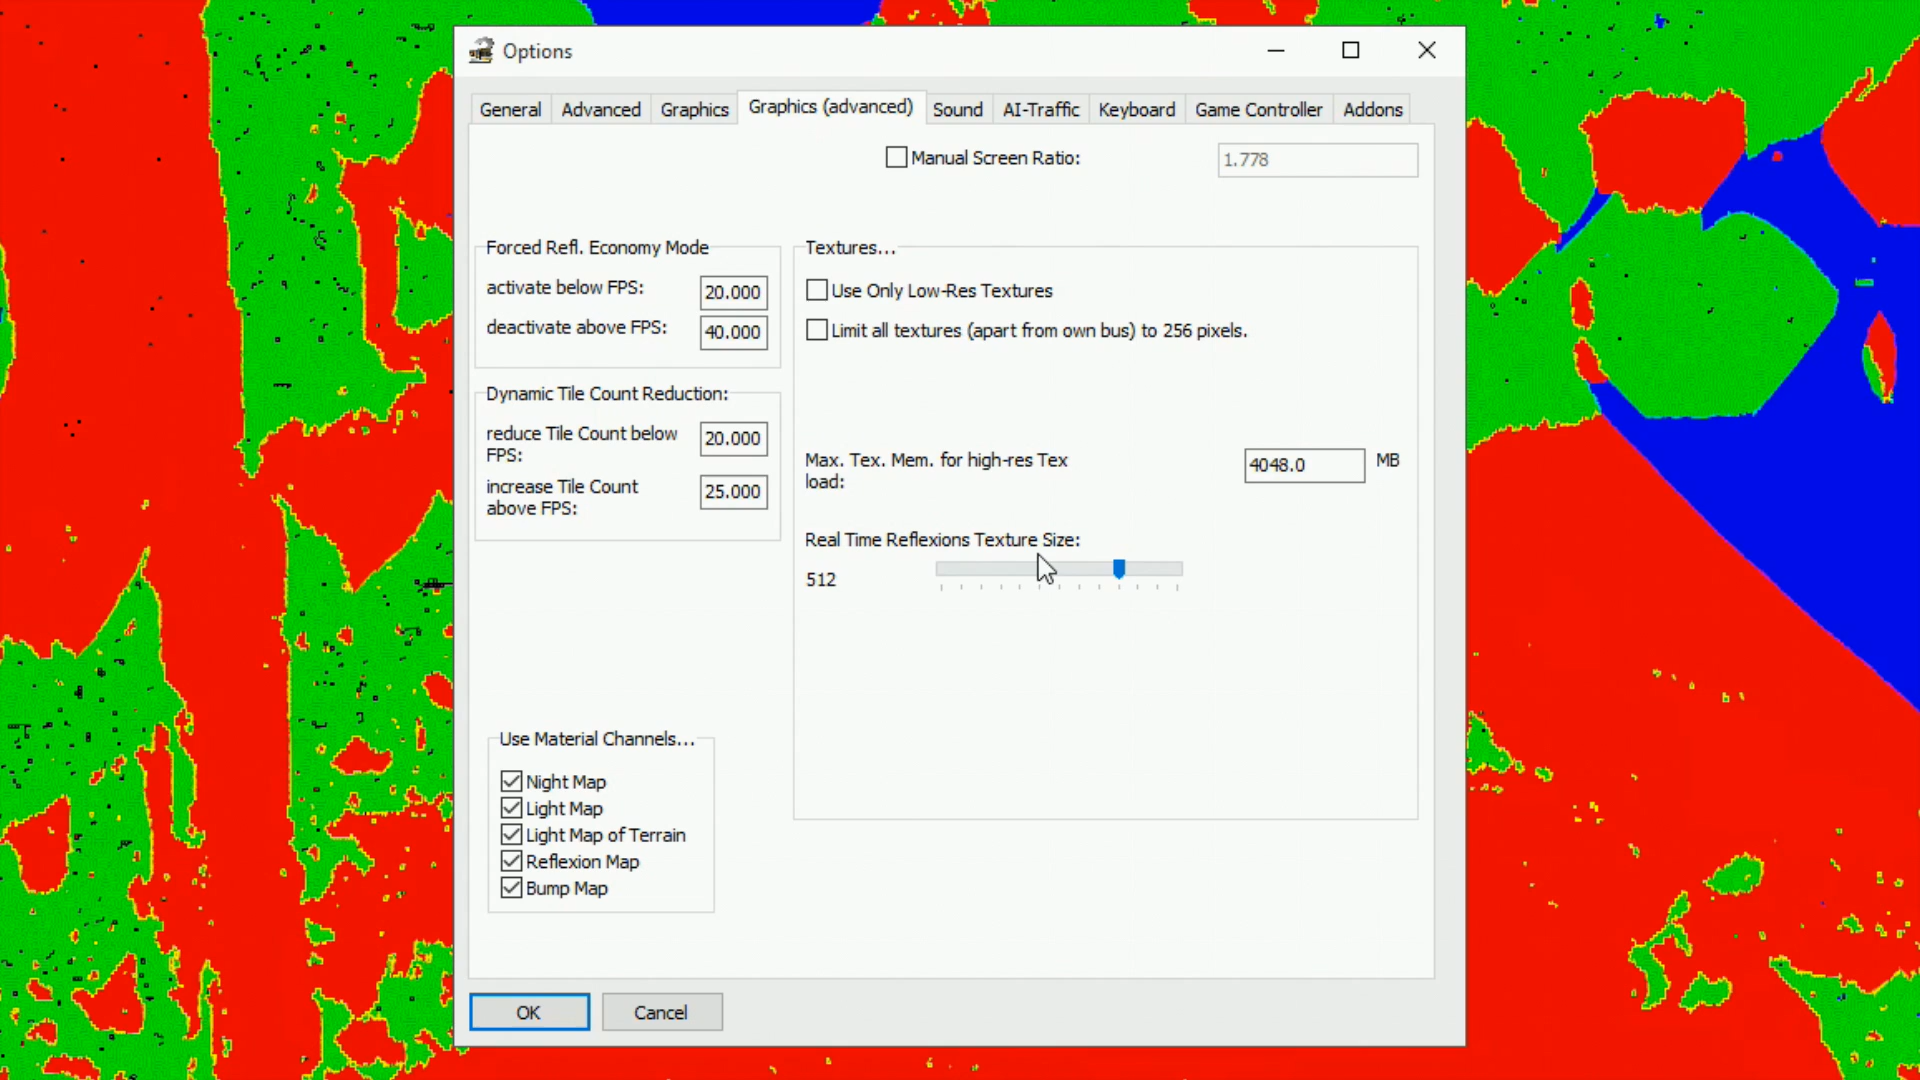 Options
General
Advanced
Graphics
Graphics (advanced)
Sound
AI-Traffic
Keyboard
Game Controller
Addons
Manual Screen Ratio:
1.778
Forced Refl. Economy Mode
activate below FPS:
20.000
deactivate above FPS:
40.000
Dynamic Tile Count Reduction:
reduce Tile Count below
FPS:
20.000
increase Tile Count
above FPS:
25.000
Textures...
Use Only Low-Res Textures
Limit all textures (apart from own bus) to 256 pixels.
Max. Tex. Mem. for high-res Tex
load:
4048.0
MB
Real Time Reflexions Texture Size:
512
Use Material Channels...
Night Map
Light Map
Light Map of Terrain
Reflexion Map
Bump Map
OK
Cancel